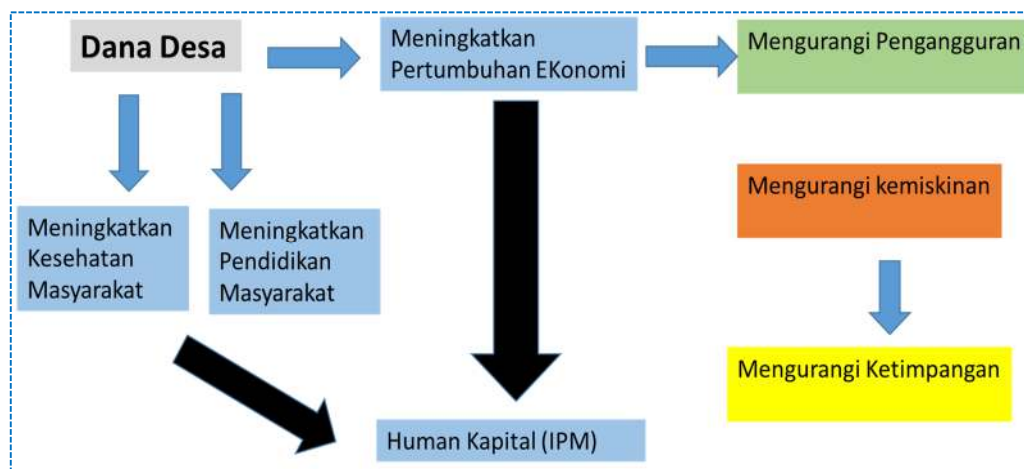 Dana Desa
Meningkatkan
Pertumbuhan EKonomi
Mengurangi Pengangguran
Mengurangi kemiskinan
Meningkatkan
Kesehatan
Masyarakat
Meningkatkan
Pendidikan
Masyarakat
Mengurangi Ketimpangan
Human Kapital (IPM)